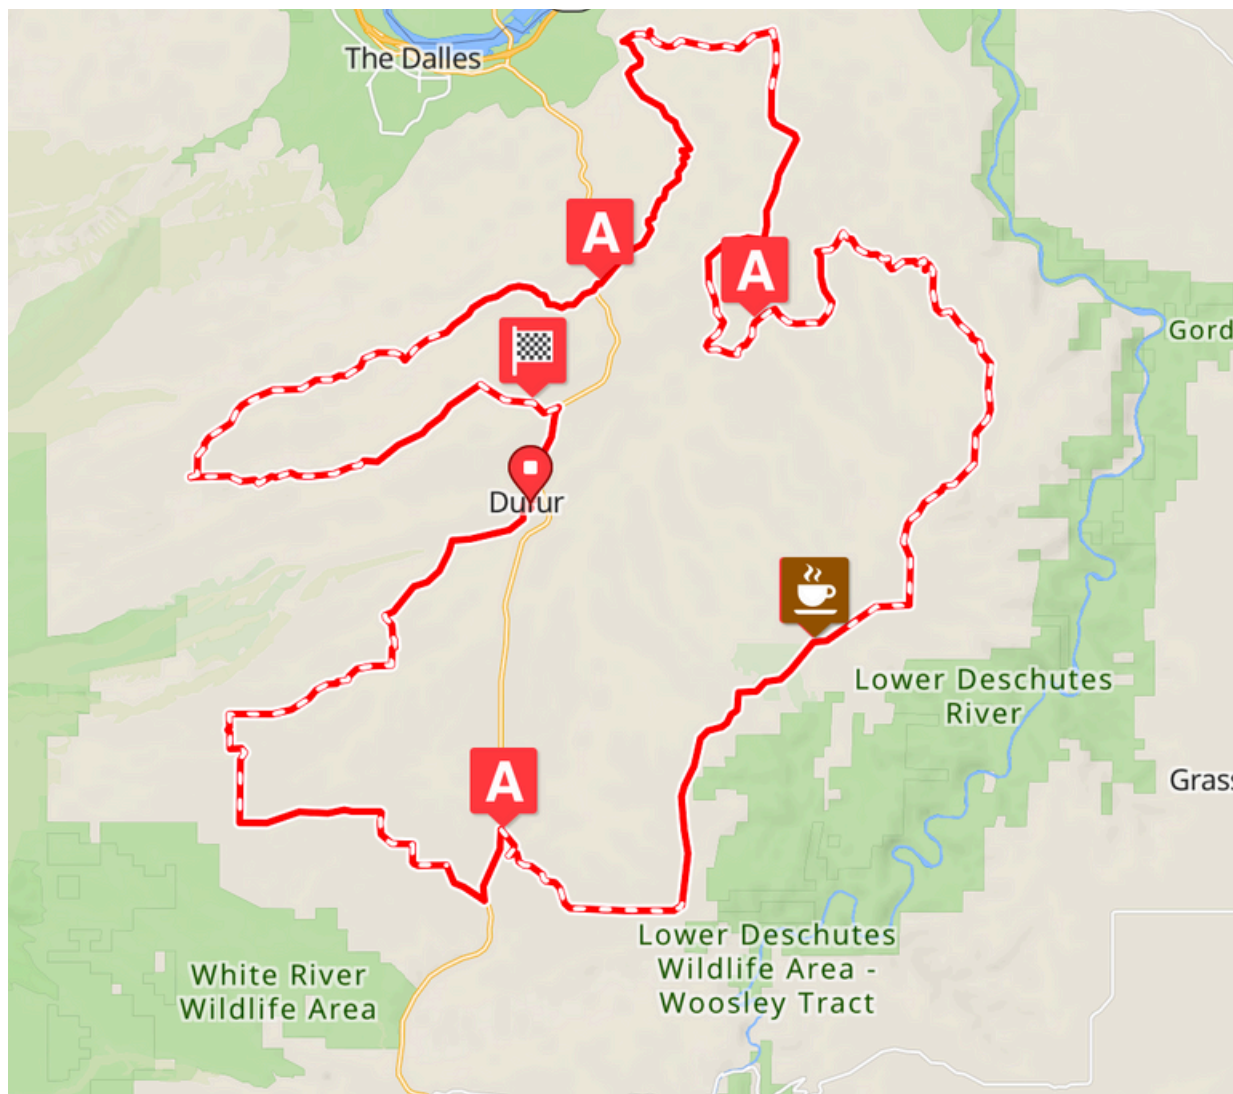 The Dalles
A
A
Gord
Dufur
Lower Deschutes
River
A
Grass
Lower Deschutes
Wildlife Area -
Woosley Tract
White River
Wildlife Area